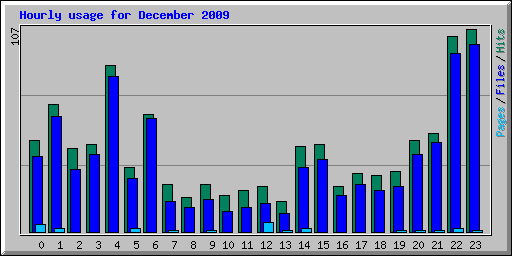 Hourly usage for December 2009
107
Pages/Files/Hits
0 1 2 3 4 5 6 7 8 9 10 11 12 13 14 15 16 17 18 19 20 21 22 23